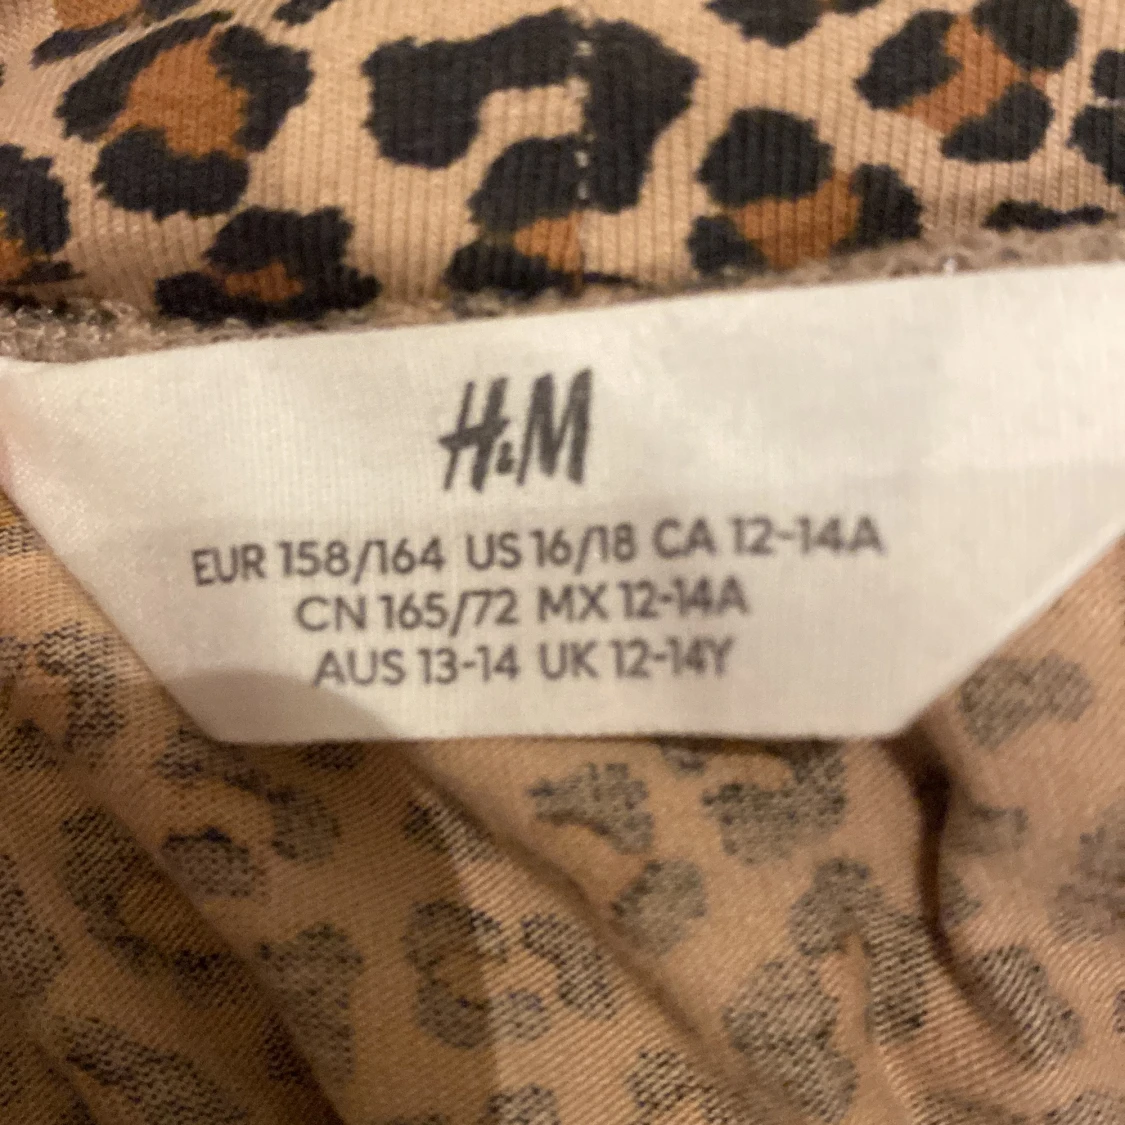 H&M
EUR 158/164 US 16/18 CA 12-14A
CN 165/72 MX 12-14A
AUS 13-14 UK 12-14Y